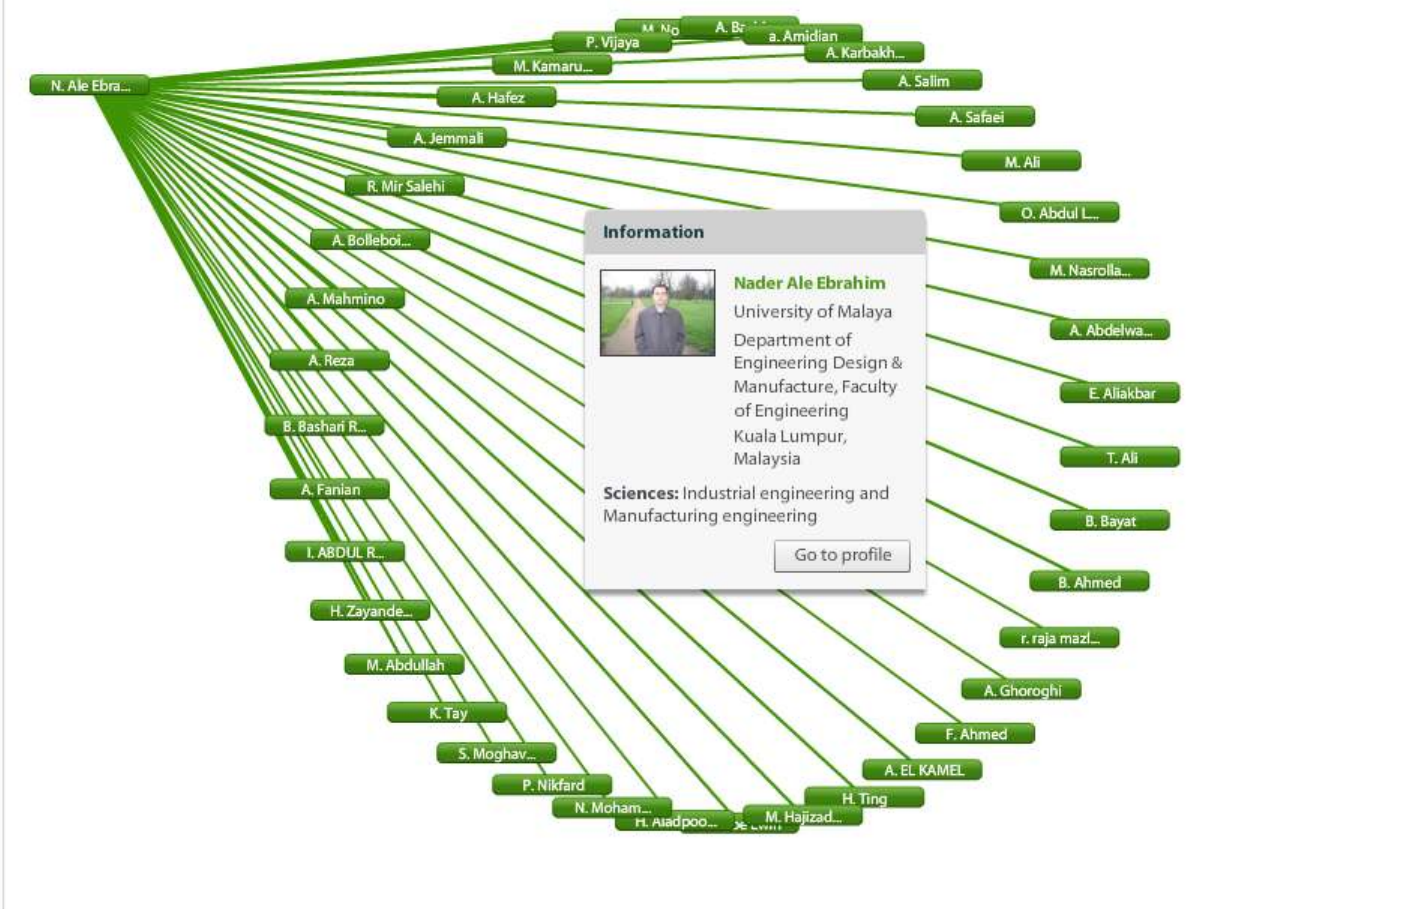 M. No
A. Ba
P. Vijaya
a. Amidian
A. Karbakh...
M. Kamaru...
N. Ale Ebra...
A. Salim
A. Hafez
A. Safaei
A. Jemmali
M. Ali
R. Mir Salehi
O. Abdul L...
A. Bolleboi...
Information
M. Nasrolla...
A. Mahmino
Nader Ale Ebrahim
University of Malaya
Department of
Engineering Design &
Manufacture, Faculty
of Engineering
Kuala Lumpur,
Malaysia
A. Abdelwa...
A. Reza
E. Aliakbar
B. Bashari R...
T. Ali
A. Fanian
Sciences: Industrial engineering and
Manufacturing engineering
B. Bayat
I. ABDUL R...
Go to profile
B. Ahmed
H. Zayande...
r. raja mazl...
M. Abdullah
A. Ghoroghi
K. Tay
F. Ahmed
S. Moghav...
A. EL KAMEL
P. Nikfard
H. Ting
N. Moham...
M. Hajizad...
H. Aladpoo...